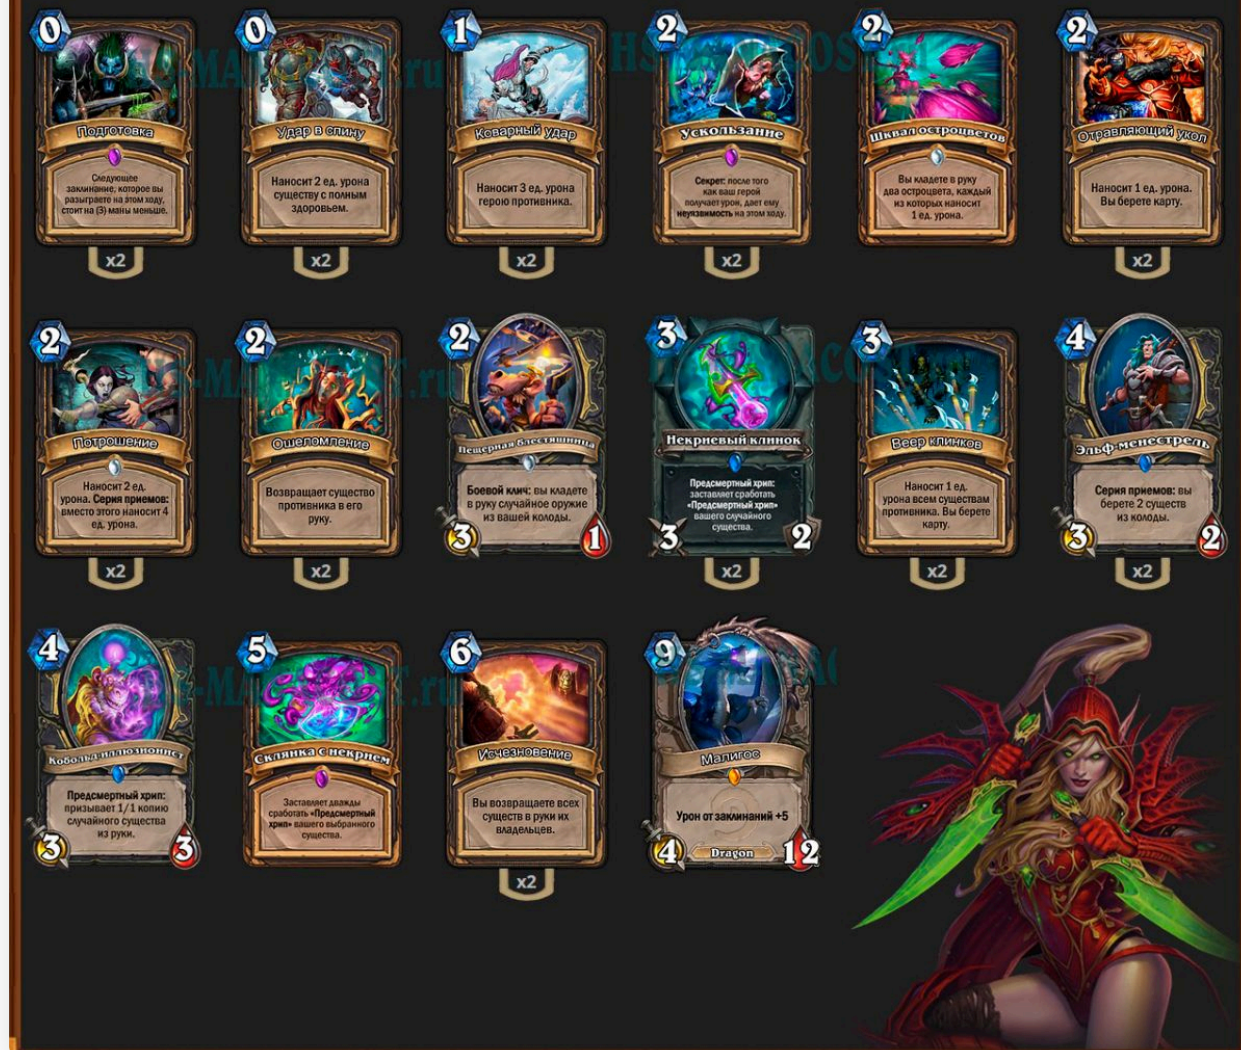 0
Подготовка
Следующее
заклинание, которое вы
разыграете на этом ходу,
стоит на (3) маны меньше.
x2
0
Удар в спину
Наносит 2 ед. урона
существу с полным
здоровьем.
x2
1
Коварный удар
Наносит 3 ед. урона
герою противника.
2
Ускользание
Секрет: после того
как ваш герой
получает урон, дает ему
неуязвимость на этом ходу.
x2
2
Шквал остроцветов
Вы кладете в руку
два остроцвета, каждый
из которых наносит
1 ед. урона.
2
Отравляющий укол
Наносит 1 ед. урона.
Вы берете карту.
x2
2
Потрошение
Наносит 2 ед.
урона. Серия приемов:
вместо этого наносит 4
ед. урона.
x2
2
Ошеломление
Возвращает существо
противника в его
руку.
x2
2
Пещерная блестящница
Боевой клич: вы кладете
в руку случайное оружие
из вашей колоды.
3
1
3
Некриевый клинок
Предсмертный хрип:
заставляет сработать
«Предсмертный хрип»
вашего случайного
существа.
3
2
x2
3
Веер клинков
Наносит 1 ед.
урона всем существам
противника. Вы берете
карту.
x2
4
Эльф-менестрель
Серия приемов: вы
берете 2 существ
из колоды.
3
2
x2
4
Кобольд-иллюзионист
Предсмертный хрип:
призывает 1/1 копию
случайного существа
из руки.
3
3
5
Склянка с некрием
Заставляет дважды
сработать «Предсмертный
хрип» вашего выбранного
существа.
6
Исчезновение
Вы возвращаете всех
существ в руки их
владельцев.
x2
9
Малигос
Урон от заклинаний +5
4
Dragon
12